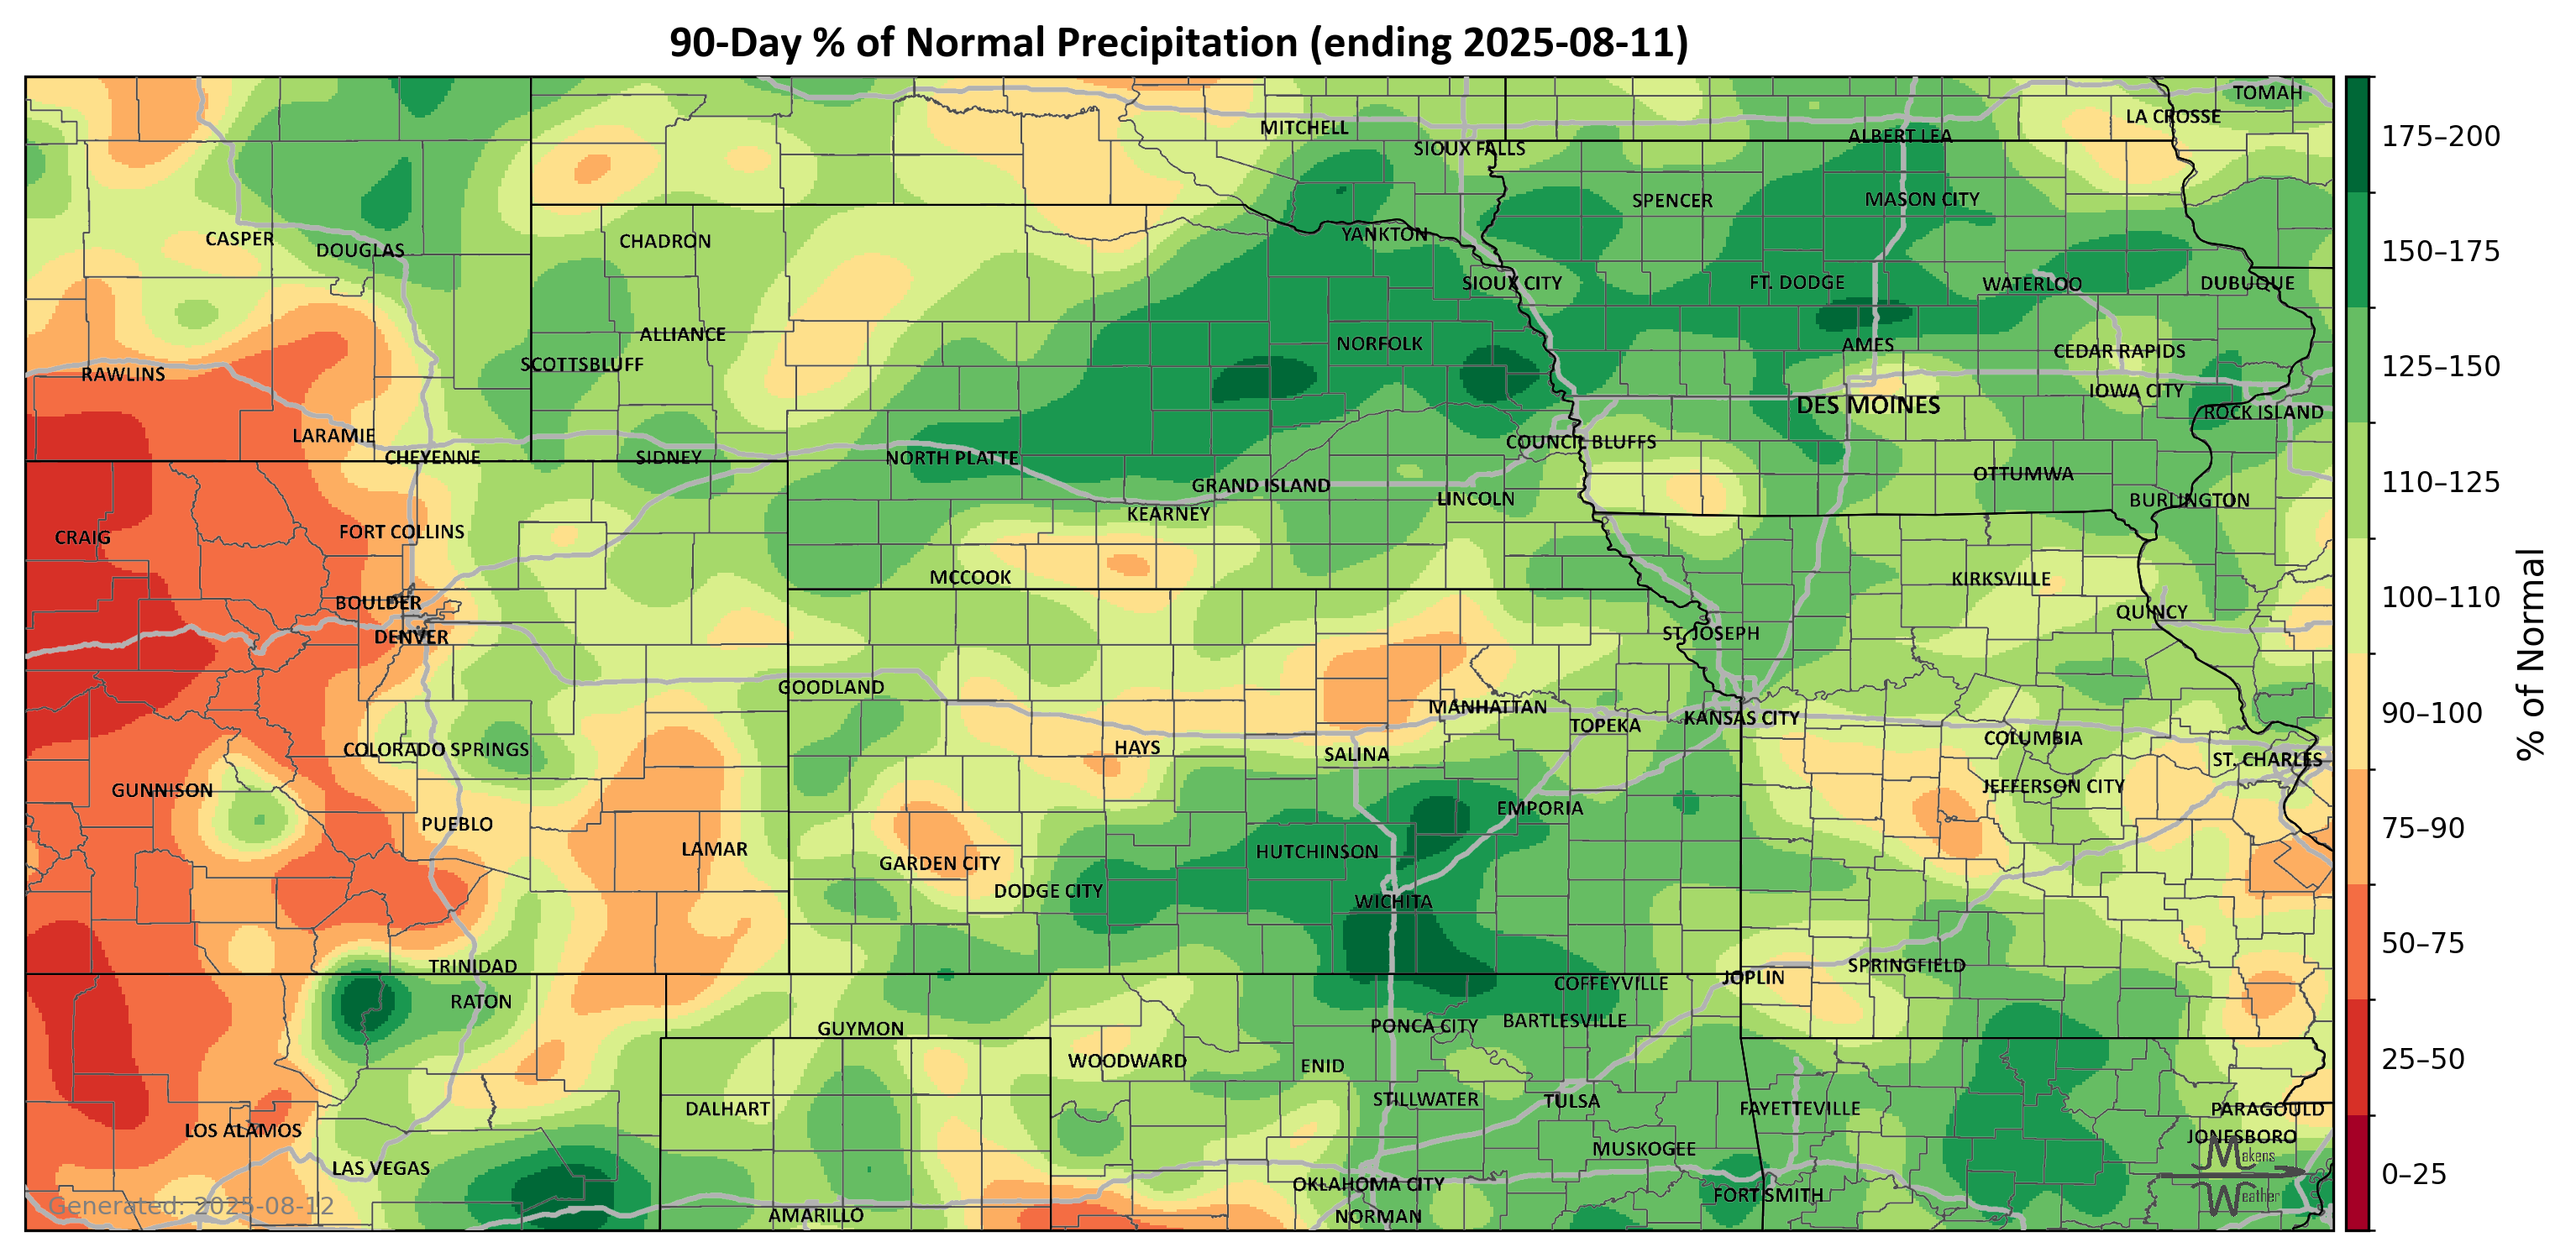 90-Day % of Normal Precipitation (ending 2025-08-11)
TOMAH
LA CROSSE
MITCHELL
ALBERT LEA
SIOUX FALLS
SPENCER
MASON CITY
CASPER
DOUGLAS
CHADRON
YANKTON
SIOUX CITY
FT. DODGE
WATERLOO
DUBUQUE
ALLIANCE
NORFOLK
AMES
CEDAR RAPIDS
SCOTTSBLUFF
RAWLINS
IOWA CITY
DES MOINES
ROCK ISLAND
LARAMIE
COUNCIL BLUFFS
CHEYENNE
SIDNEY
NORTH PLATTE
OTTUMWA
GRAND ISLAND
LINCOLN
BURLINGTON
KEARNEY
CRAIG
FORT COLLINS
MCCOOK
KIRKSVILLE
BOULDER
QUINCY
DENVER
ST. JOSEPH
GOODLAND
MANHATTAN
TOPEKA
KANSAS CITY
COLUMBIA
COLORADO SPRINGS
HAYS
SALINA
ST. CHARLES
GUNNISON
JEFFERSON CITY
EMPORIA
PUEBLO
LAMAR
HUTCHINSON
GARDEN CITY
DODGE CITY
WICHITA
TRINIDAD
SPRINGFIELD
JOPLIN
COFFEYVILLE
RATON
BARTLESVILLE
PONCA CITY
GUYMON
WOODWARD
ENID
STILLWATER
TULSA
DALHART
FAYETTEVILLE
PARAGOULD
LOS ALAMOS
JONESBORO
MUSKOGEE
LAS VEGAS
OKLAHOMA CITY
FORT SMITH
AMARILLO
NORMAN
Makens
Weather
Generated: 2025-08-12
175–200
150–175
125–150
110–125
100–110
90–100
75–90
50–75
25–50
0–25
% of Normal